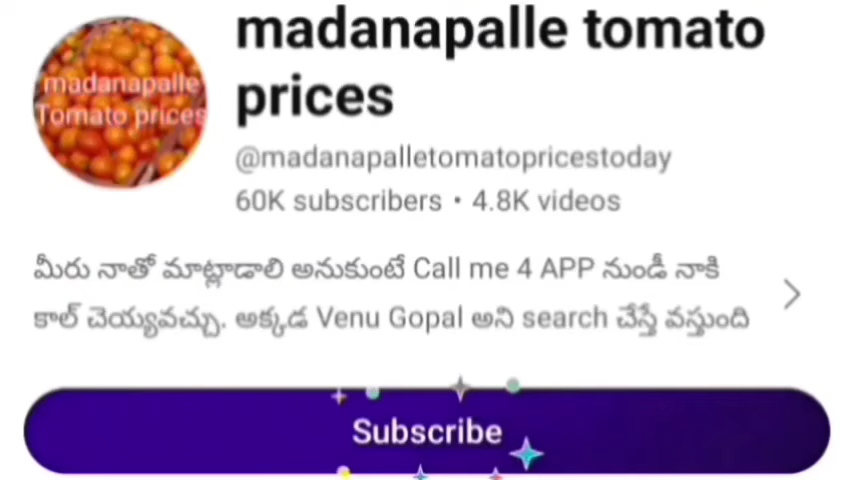 madanapalle tomato
prices
madanapalle
Tomato prices
@madanapalletomatopricestoday
60K subscribers • 4.8K videos
మీరు నాతో మాట్లాడాలి అనుకుంటే Call me 4 APP నుండీ నాకి
కాల్ చెయ్యవచ్చు. అక్కడ Venu Gopal అని search చేస్తే వస్తుంది
Subscribe